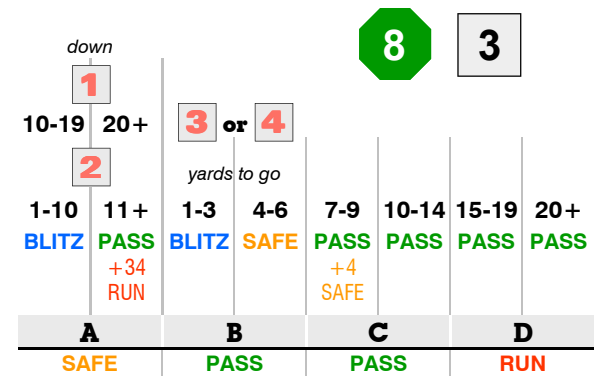 8 3
down
1
10-19 20+ 3 or 4
2 yards to go
1-10 11+ 1-3 4-6 7-9 10-14 15-19 20+
BLITZ PASS BLITZ SAFE PASS PASS PASS PASS
+34 +4
RUN SAFE
A B C D
SAFE PASS PASS RUN